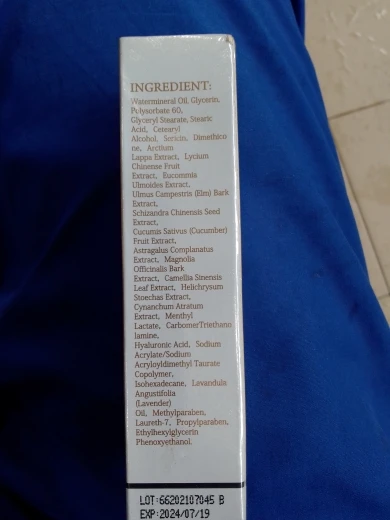 INGREDIENT:
Watermineral Oil, Glycerin,
Polysorbate 60,
Glyceryl Stearate, Stearic
Acid, Cetearyl
Alcohol, Sericin, Dimethico
ne, Arctium
Lappa Extract, Lycium
Chinense Fruit
Extract, Eucommia
Ulmoides Extract,
Ulmus Campestris (Elm) Bark
Extract,
Schizandra Chinensis Seed
Extract,
Cucumis Sativus (Cucumber)
Fruit Extract,
Astragalus Complanatus
Extract, Magnolia
Officinalis Bark
Extract, Camellia Sinensis
Leaf Extract, Helichrysum
Stoechas Extract,
Cynanchum Atratum
Extract, Menthyl
Lactate, CarbomerTriethano
lamine,
Hyaluronic Acid, Sodium
Acrylate/Sodium
Acryloyldimethyl Taurate
Copolymer,
Isohexadecane, Lavandula
Angustifolia
(Lavender)
Oil, Methylparaben,
Laureth-7, Propylparaben,
Ethylhexylglycerin
Phenoxyethanol.
LOT:66202107045 B
EXP:2024/07/19